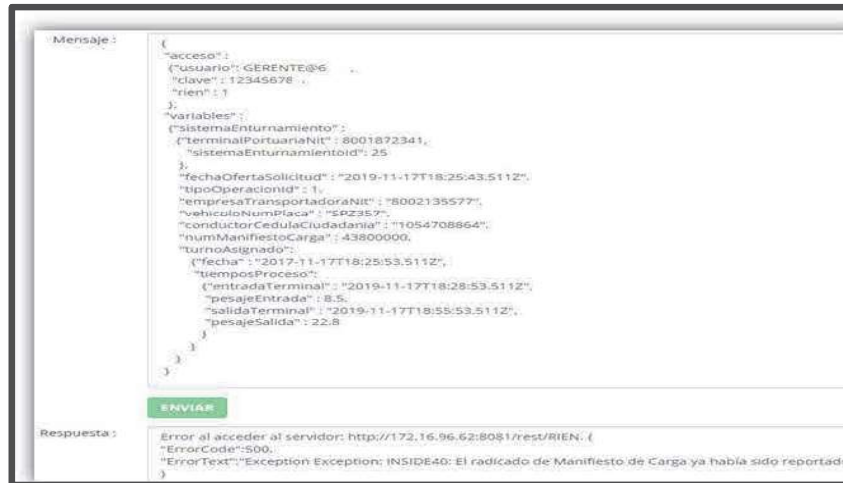 Mensaje :
{
"acceso" :
{"usuario": GERENTE@6 ,
"clave" : 12345678 ,
"rien" : 1
},
"variables" :
{"sistemaEnturnamiento" :
{"terminalPortuariaNit" : 8001872341,
"sistemaEnturnamientoId": 25
},
"fechaOfertaSolicitud" : "2019-11-17T18:25:43.511Z",
"tipoOperacionId" : 1,
"empresaTransportadoraNit" : "8002135577",
"vehiculoNumPlaca" : "SPZ357",
"conductorCedulaCiudadania" : "1054708864",
"numManifiestoCarga" : 43800000,
"turnoAsignado":
{"fecha" : "2017-11-17T18:25:53.511Z",
"tiemposProceso":
{"entradaTerminal" : "2019-11-17T18:28:53.511Z",
"pesajeEntrada" : 8.5,
"salidaTerminal" : "2019-11-17T18:55:53.511Z",
"pesajeSalida" : 22.8
}
}
}
}
ENVIAR
Respuesta :
Error al acceder al servidor: http://172.16.96.62:8081/rest/RIEN. {
"ErrorCode":500,
"ErrorText":"Exception Exception: INSIDE40: El radicado de Manifiesto de Carga ya había sido reportado
}